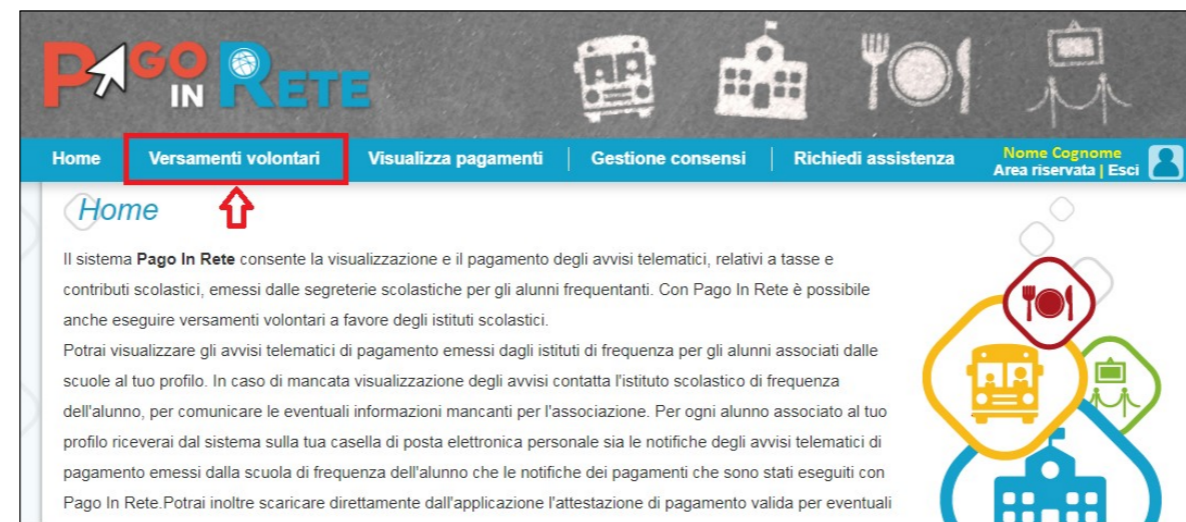 PAGO
IN RETE
Home Versamenti volontari Visualizza pagamenti Gestione consensi Richiedi assistenza Nome Cognome
Area riservata | Esci
Home
Il sistema Pago In Rete consente la visualizzazione e il pagamento degli avvisi telematici, relativi a tasse e
contributi scolastici, emessi dalle segreterie scolastiche per gli alunni frequentanti. Con Pago In Rete è possibile
anche eseguire versamenti volontari a favore degli istituti scolastici.
Potrai visualizzare gli avvisi telematici di pagamento emessi dagli istituti di frequenza per gli alunni associati dalle
scuole al tuo profilo. In caso di mancata visualizzazione degli avvisi contatta l'istituto scolastico di frequenza
dell'alunno, per comunicare le eventuali informazioni mancanti per l'associazione. Per ogni alunno associato al tuo
profilo riceverai dal sistema sulla tua casella di posta elettronica personale sia le notifiche degli avvisi telematici di
pagamento emessi dalla scuola di frequenza dell'alunno che le notifiche dei pagamenti che sono stati eseguiti con
Pago In Rete.Potrai inoltre scaricare direttamente dall'applicazione l'attestazione di pagamento valida per eventuali